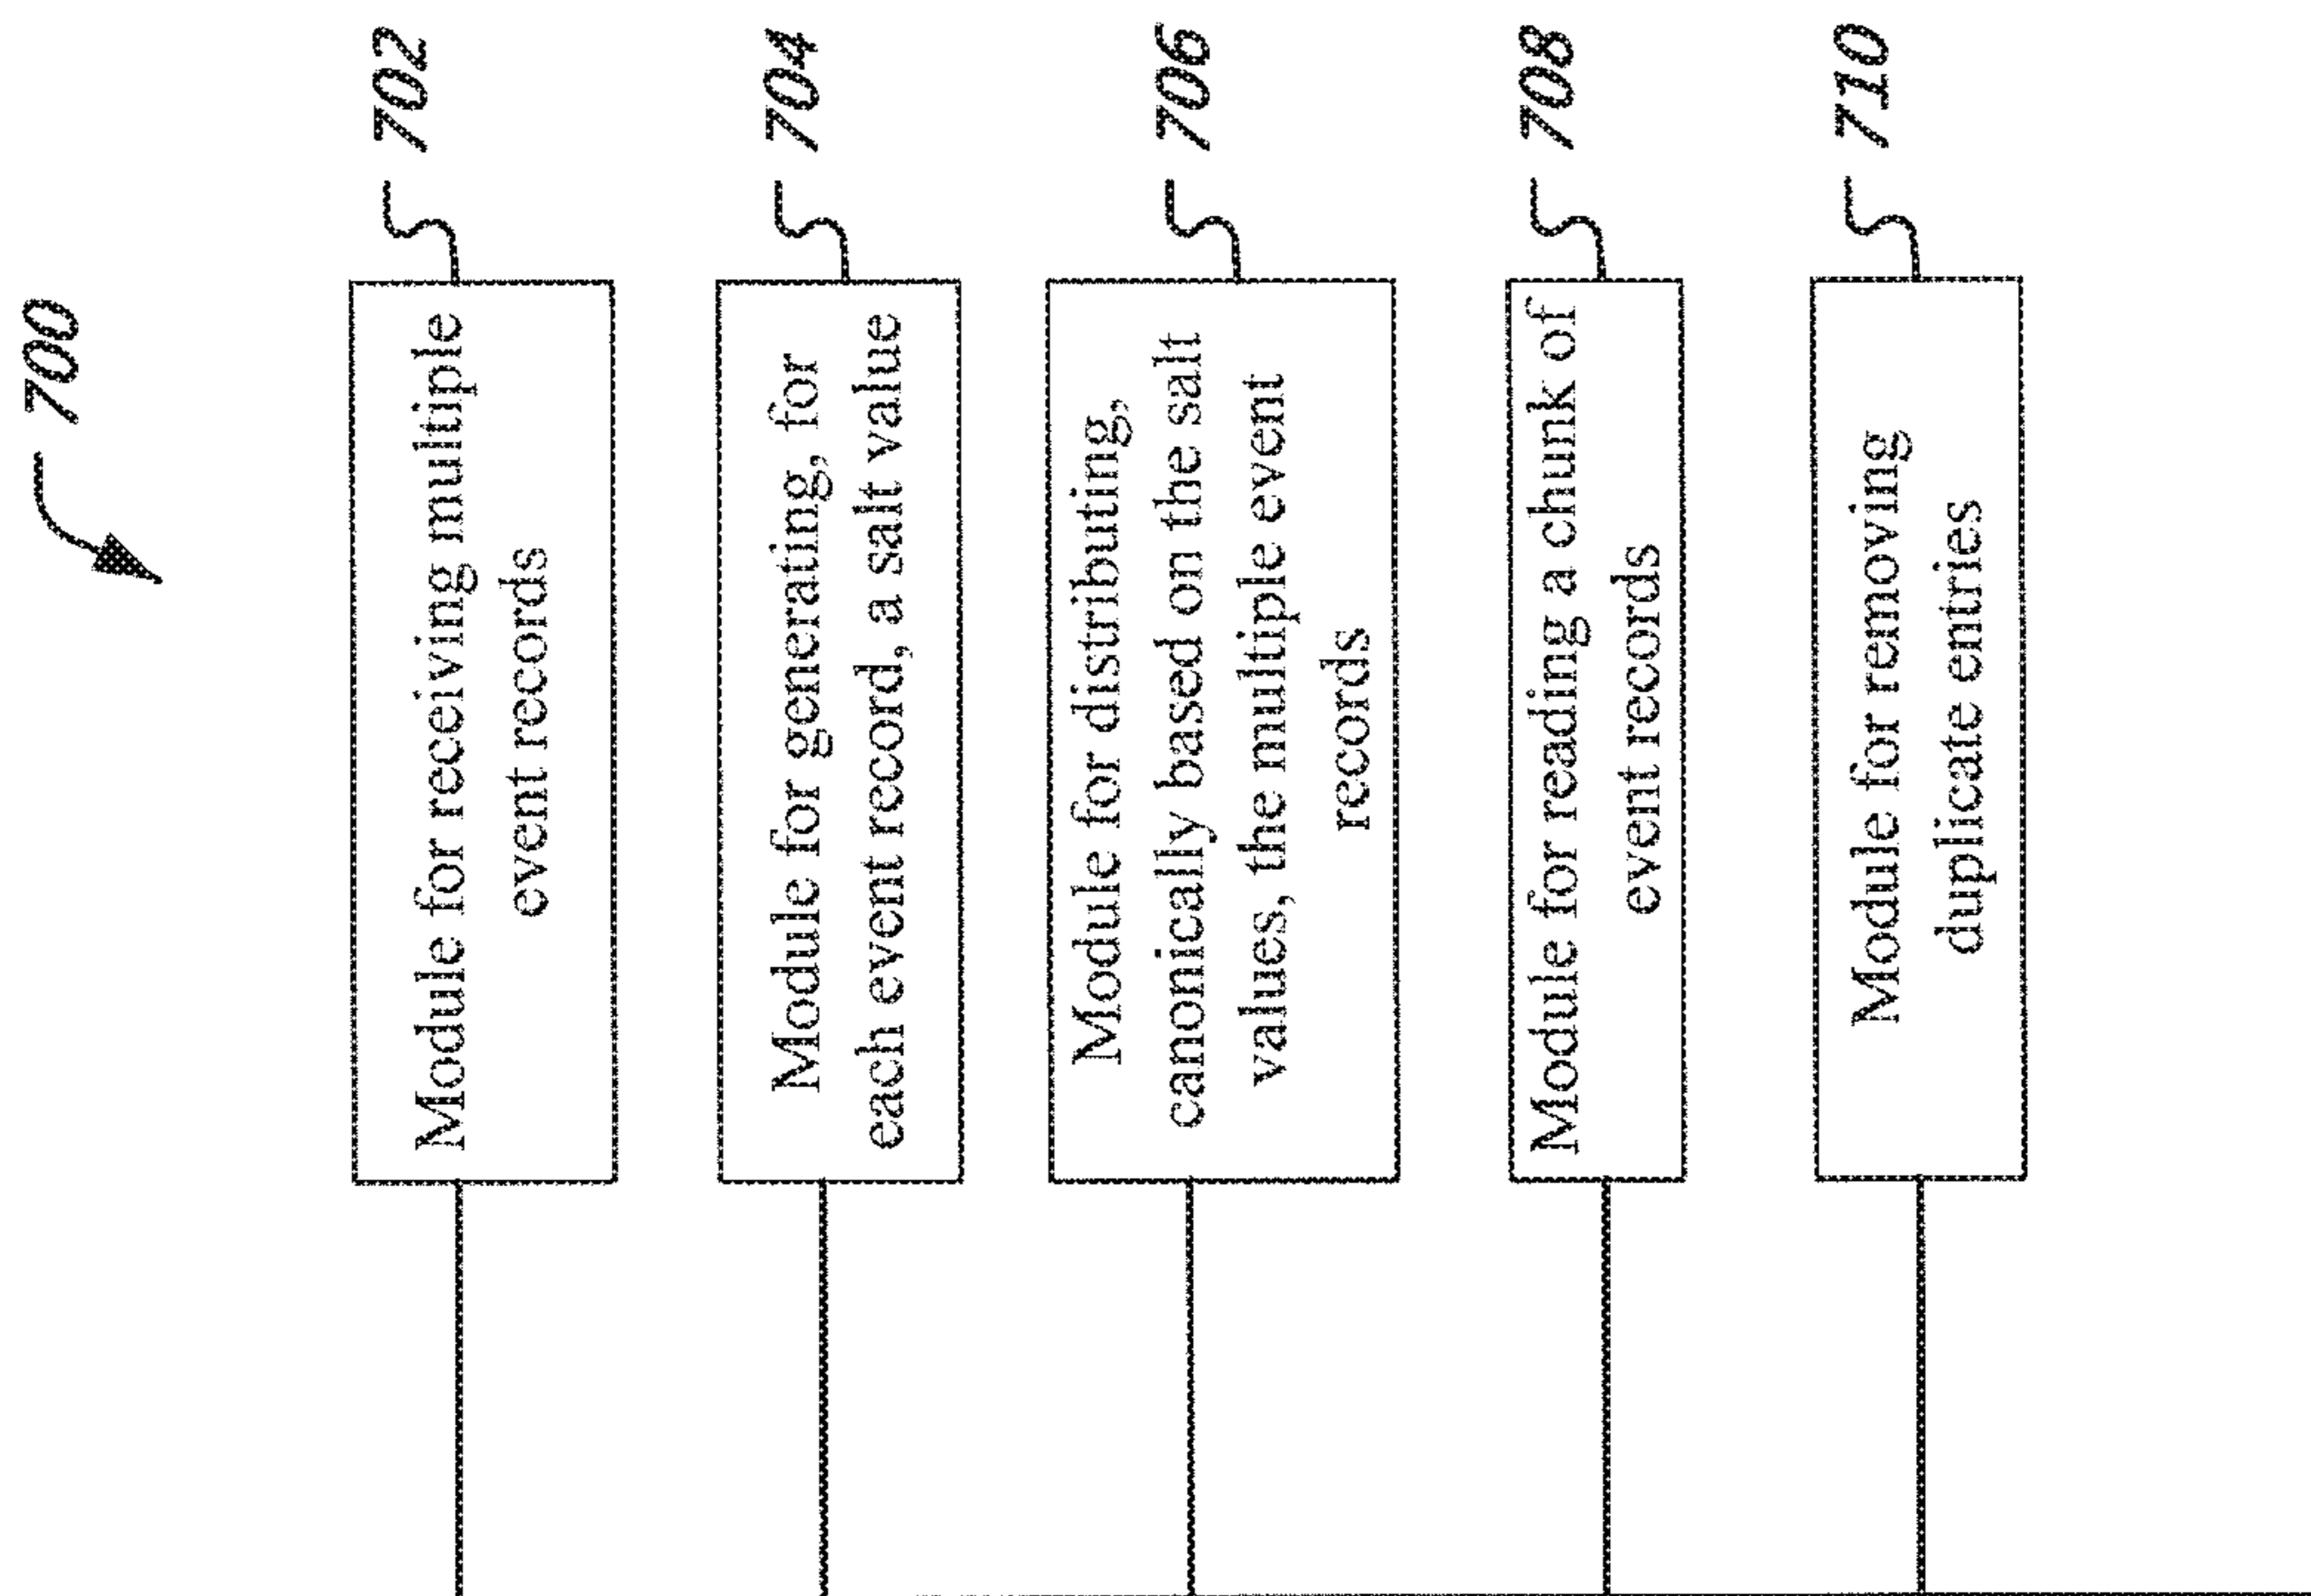 700
Module for receiving multiple
event records
702
Module for generating, for
each event record, a salt value
704
Module for distributing,
canonically based on the salt
values, the multiple event
records
706
Module for reading a chunk of
event records
708
Module for removing
duplicate entries
710